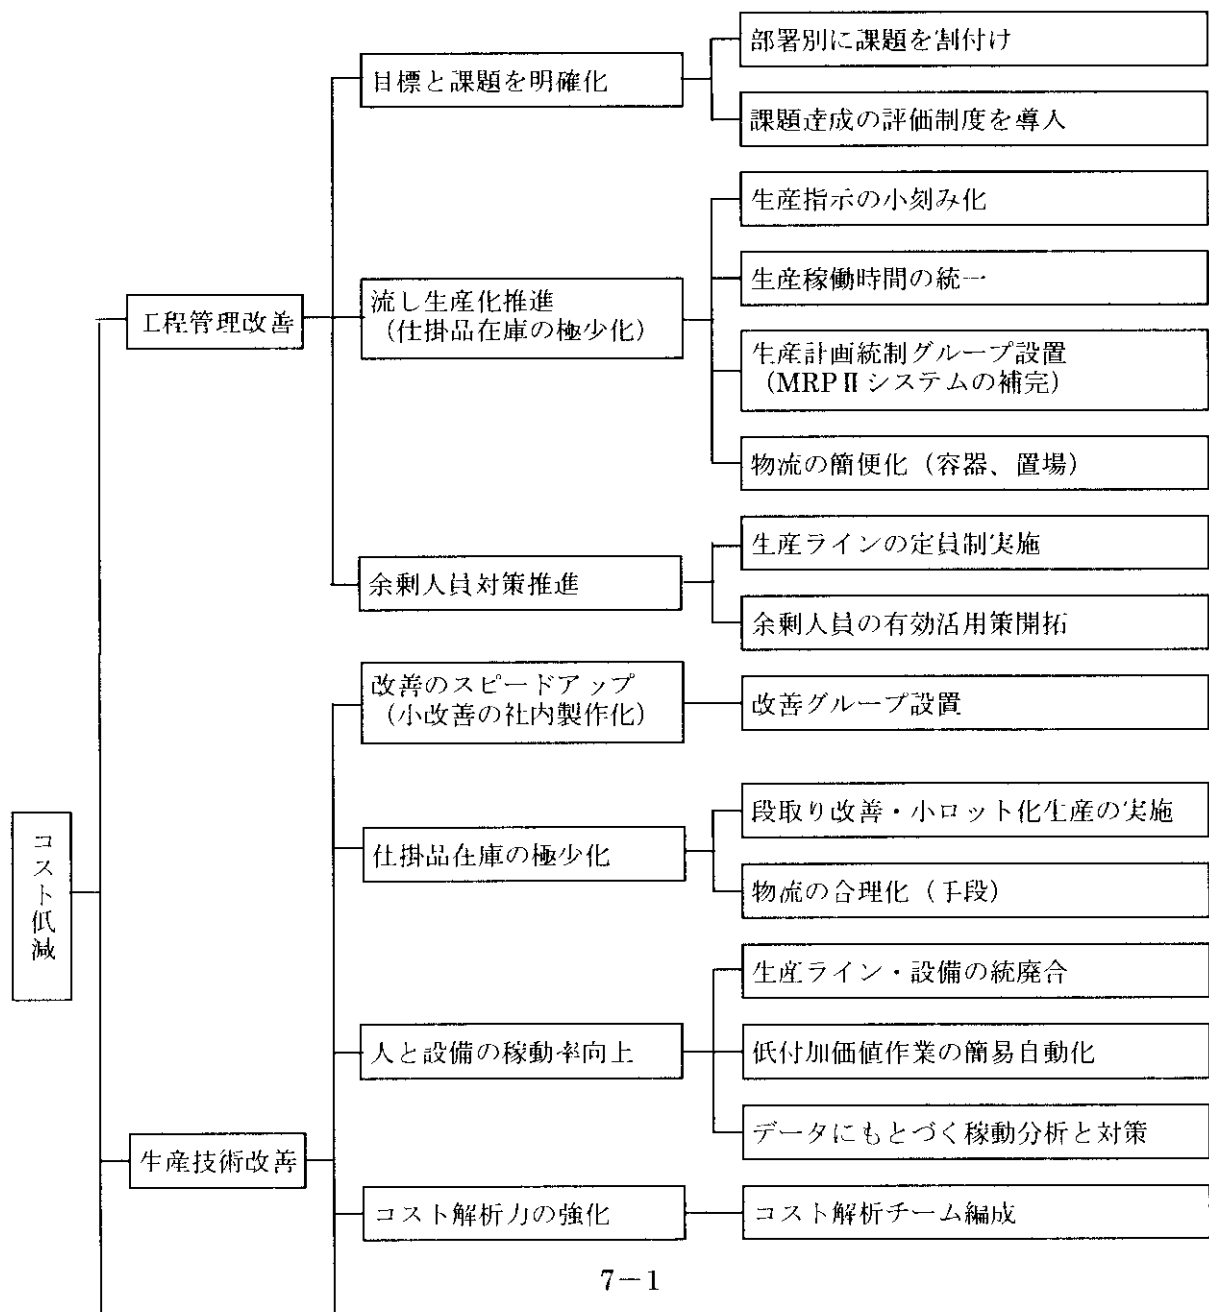 コスト低減
工程管理改善
目標と課題を明確化
部署別に課題を割付け
課題達成の評価制度を導入
流し生産化推進
（仕掛品在庫の極少化）
生産指示の小刻み化
生産稼働時間の統一
生産計画統制グループ設置
（MRPⅡシステムの補完）
物流の簡便化（容器、置場）
余剰人員対策推進
生産ラインの定員制実施
余剰人員の有効活用策開拓
生産技術改善
改善のスピードアップ
（小改善の社内製作化）
改善グループ設置
仕掛品在庫の極少化
段取り改善・小ロット化生産の実施
物流の合理化（手段）
人と設備の稼動率向上
生産ライン・設備の統廃合
低付加価値作業の簡易自動化
データにもとづく稼動分析と対策
コスト解析力の強化
コスト解析チーム編成
7－1